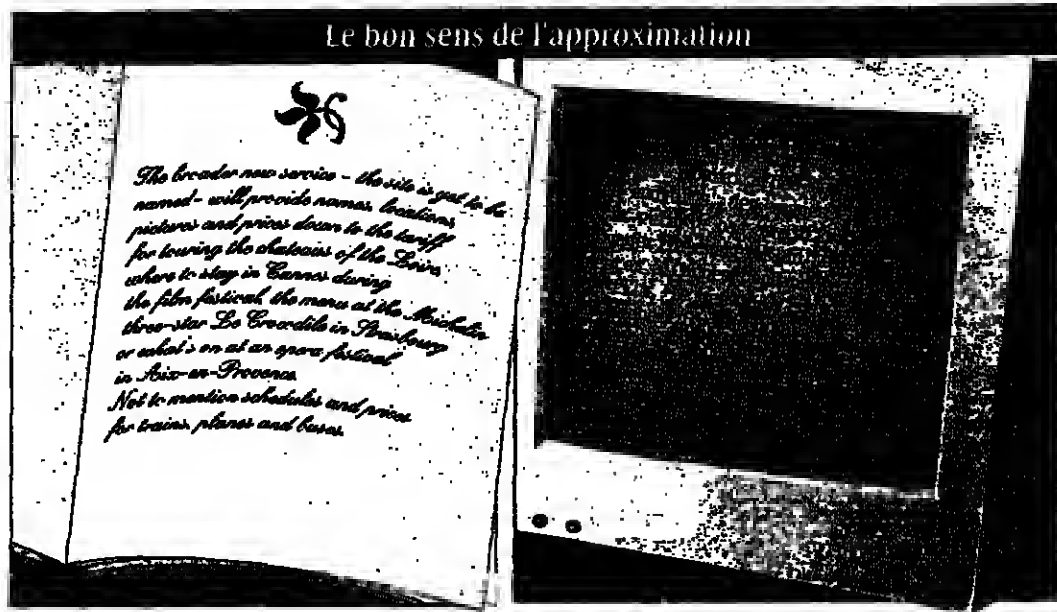 Le bon sens de l'approximation
The broader new service - the site is yet to be
named - will provide names, locations,
pictures and prices down to the tariff
for touring the chateaus of the Loire,
where to stay in Cannes during
the film festival, the menu at the Michelin
three-star Le Crocodile in Strasbourg
or what's on at an opera festival
in Aix-en-Provence.
Not to mention schedules and prices
for trains, planes and buses.